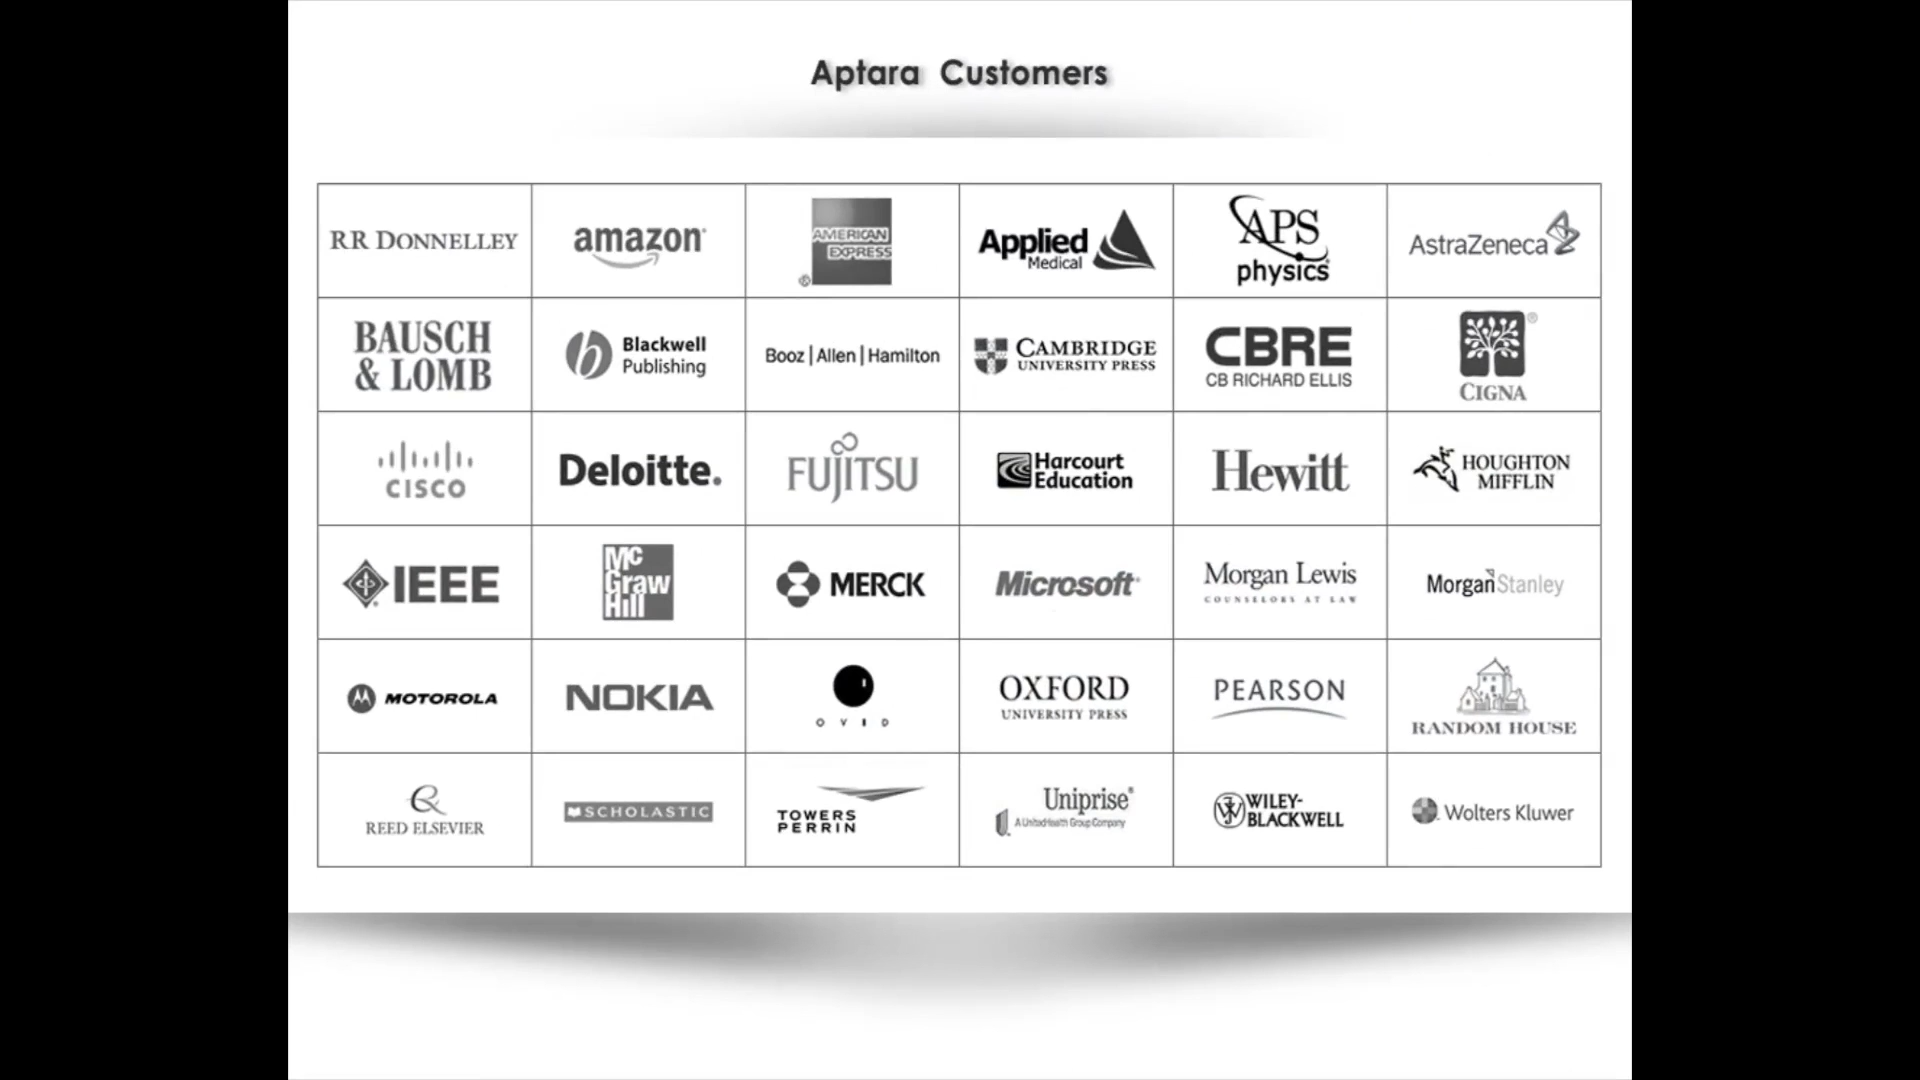 Aptara Customers
RR DONNELLEY
amazon
AMERICAN
EXPRESS
®
Applied
Medical
APS
physics
AstraZeneca
BAUSCH
& LOMB
Blackwell
Publishing
Booz | Allen | Hamilton
CAMBRIDGE
UNIVERSITY PRESS
CBRE
CB RICHARD ELLIS
®
CIGNA
CISCO
Deloitte.
FUJITSU
Harcourt
Education
Hewitt
HOUGHTON
MIFFLIN
IEEE
Mc
Graw
Hill
MERCK
Microsoft
Morgan Lewis
COUNSELORS AT LAW
Morgan Stanley
MOTOROLA
NOKIA
OVID
OXFORD
UNIVERSITY PRESS
PEARSON
RANDOM HOUSE
REED ELSEVIER
SCHOLASTIC
TOWERS
PERRIN
Uniprise®
A UnitedHealth Group Company
WILEY-
BLACKWELL
Wolters Kluwer